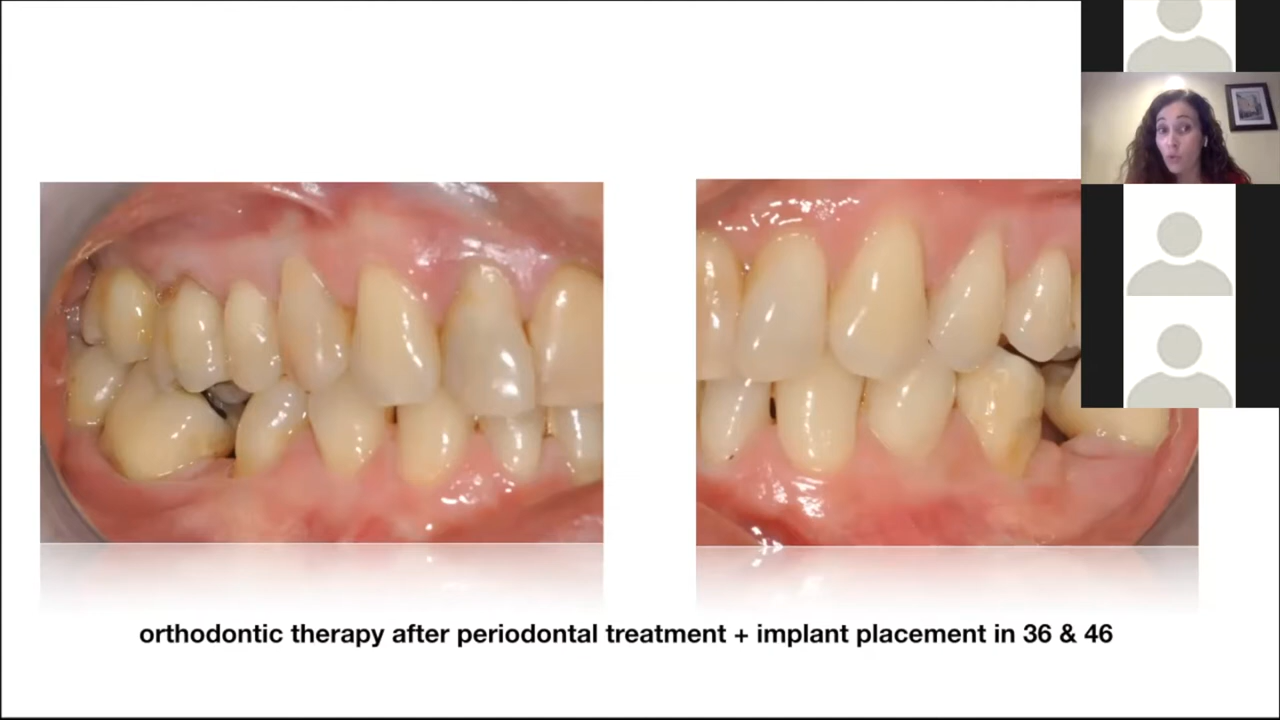 orthodontic therapy after periodontal treatment + implant placement in 36 & 46